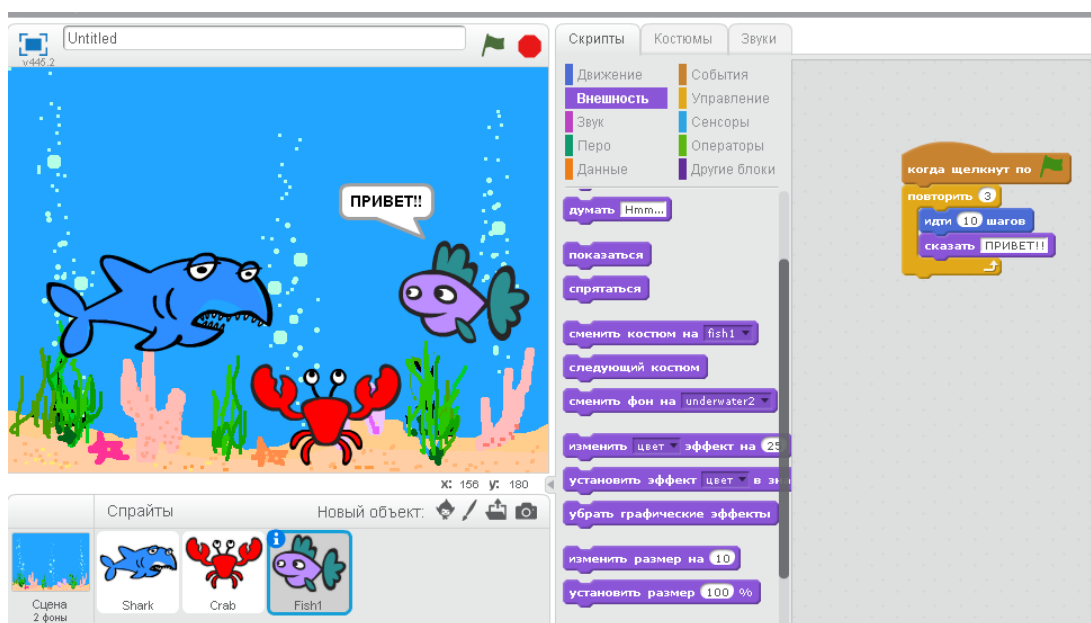 Untitled
v445.2
ПРИВЕТ!!
X: 156 y: 180
Спрайты
Новый объект:
Сцена
2 фоны
Shark
Crab
Fish1
Скрипты
Костюмы
Звуки
Движение
События
Внешность
Управление
Звук
Сенсоры
Перо
Операторы
Данные
Другие блоки
думать Hmm...
показаться
спрятаться
сменить костюм на fish1
следующий костюм
сменить фон на underwater2
изменить цвет эффект на 25
установить эффект цвет в зн
убрать графические эффекты
изменить размер на 10
установить размер 100 %
когда щелкнут по
повторить 3
идти 10 шагов
сказать ПРИВЕТ!!